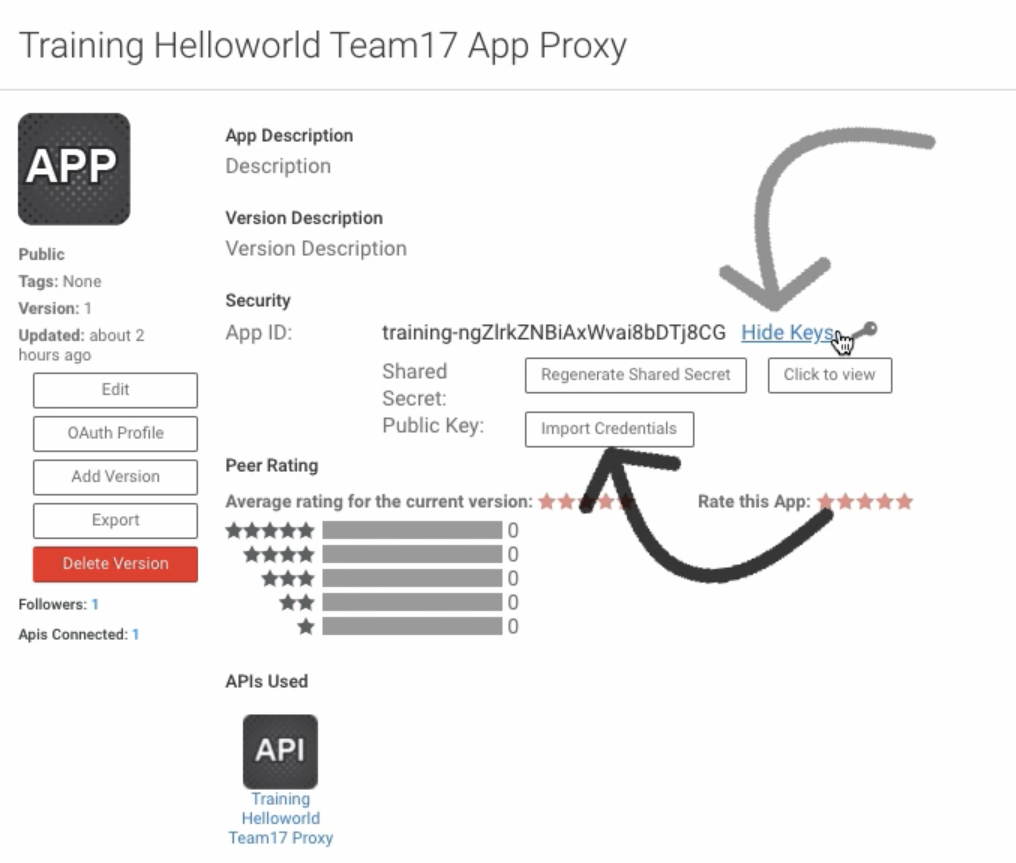 Training Helloworld Team17 App Proxy
APP
Public
Tags: None
Version: 1
Updated: about 2
hours ago
Edit
OAuth Profile
Add Version
Export
Delete Version
Followers: 1
Apis Connected: 1
App Description
Description
Version Description
Version Description
Security
App ID: training-ngZlrkZNBiAxWvai8bDTj8CG Hide Keys
Shared
Secret:
Regenerate Shared Secret Click to view
Public Key: Import Credentials
Peer Rating
Average rating for the current version: Rate this App:
0
0
0
0
0
APIs Used
API
Training
Helloworld
Team17 Proxy